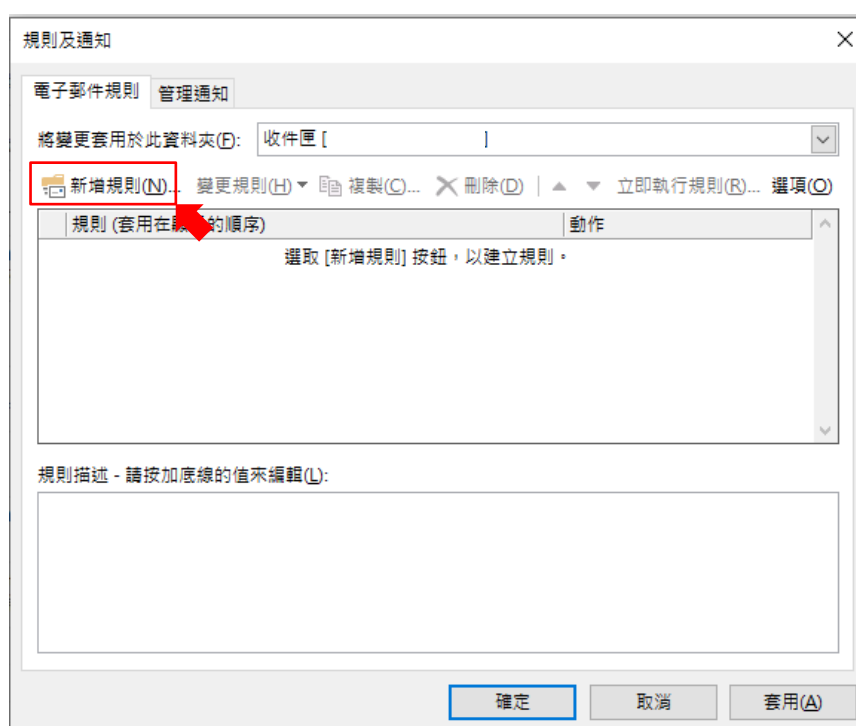 規則及通知
電子郵件規則 管理通知
將變更套用於此資料夾(F): 收件匣 [ ]
新增規則(N)... 變更規則(H) 複製(C)... 刪除(D) 立即執行規則(R)... 選項(O)
規則 (套用在 的順序) 動作
選取 [新增規則] 按鈕，以建立規則。
規則描述 - 請按加底線的值來編輯(L):
確定 取消 套用(A)